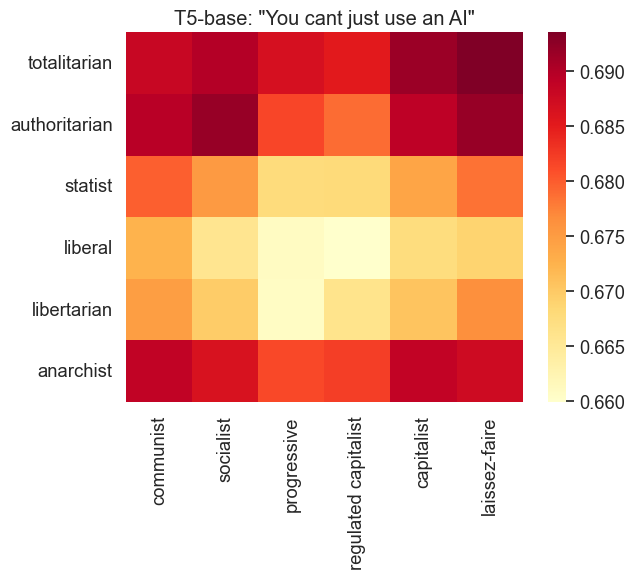 T5-base: "You cant just use an AI"
totalitarian
authoritarian
statist
liberal
libertarian
anarchist
communist
socialist
progressive
regulated capitalist
capitalist
laissez-faire
0.690
0.685
0.680
0.675
0.670
0.665
0.660